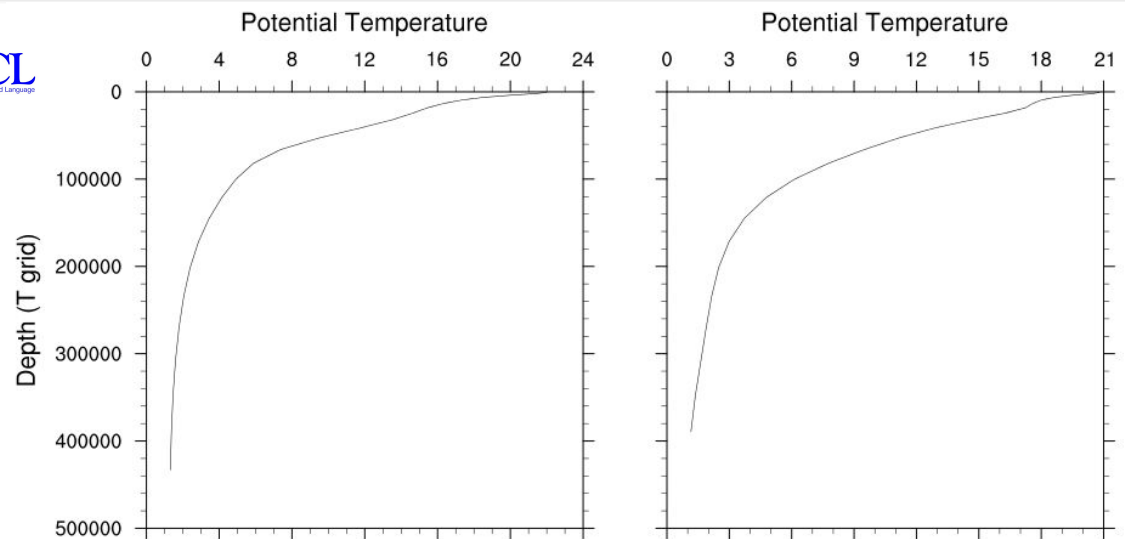 Potential Temperature
0 4 8 12 16 20 24
CL
d Language
0
100000
200000
300000
400000
500000
Depth (T grid)
Potential Temperature
0 3 6 9 12 15 18 21